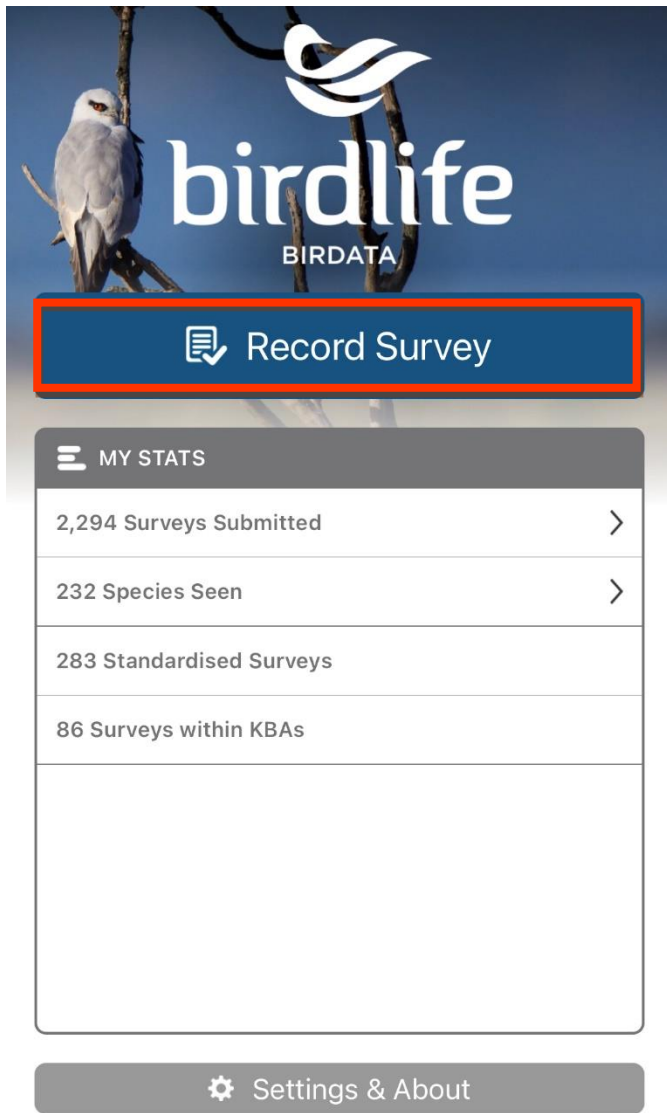 birdlife
BIRDATA
Record Survey
MY STATS
2,294 Surveys Submitted
232 Species Seen
283 Standardised Surveys
86 Surveys within KBAs
Settings & About